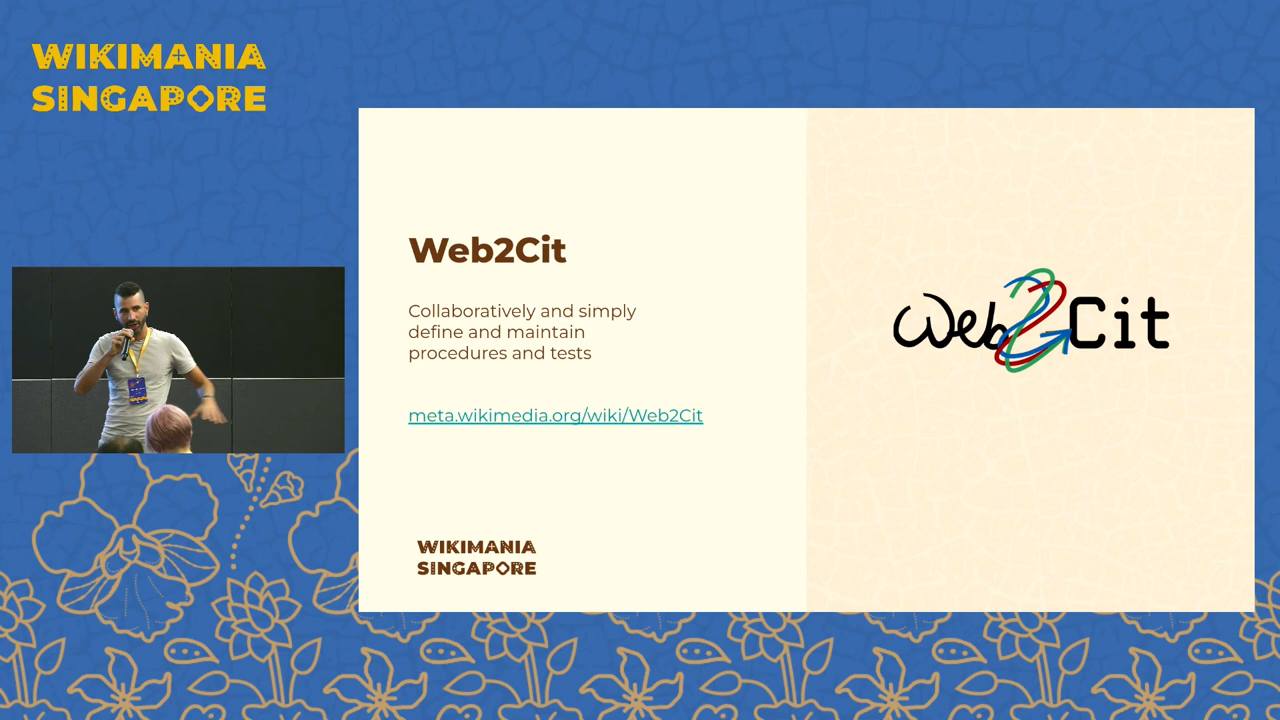 WIKIMANIA
SINGAPORE
Web2Cit
Collaboratively and simply
define and maintain
procedures and tests
meta.wikimedia.org/wiki/Web2Cit
WIKIMANIA
SINGAPORE
Web2Cit